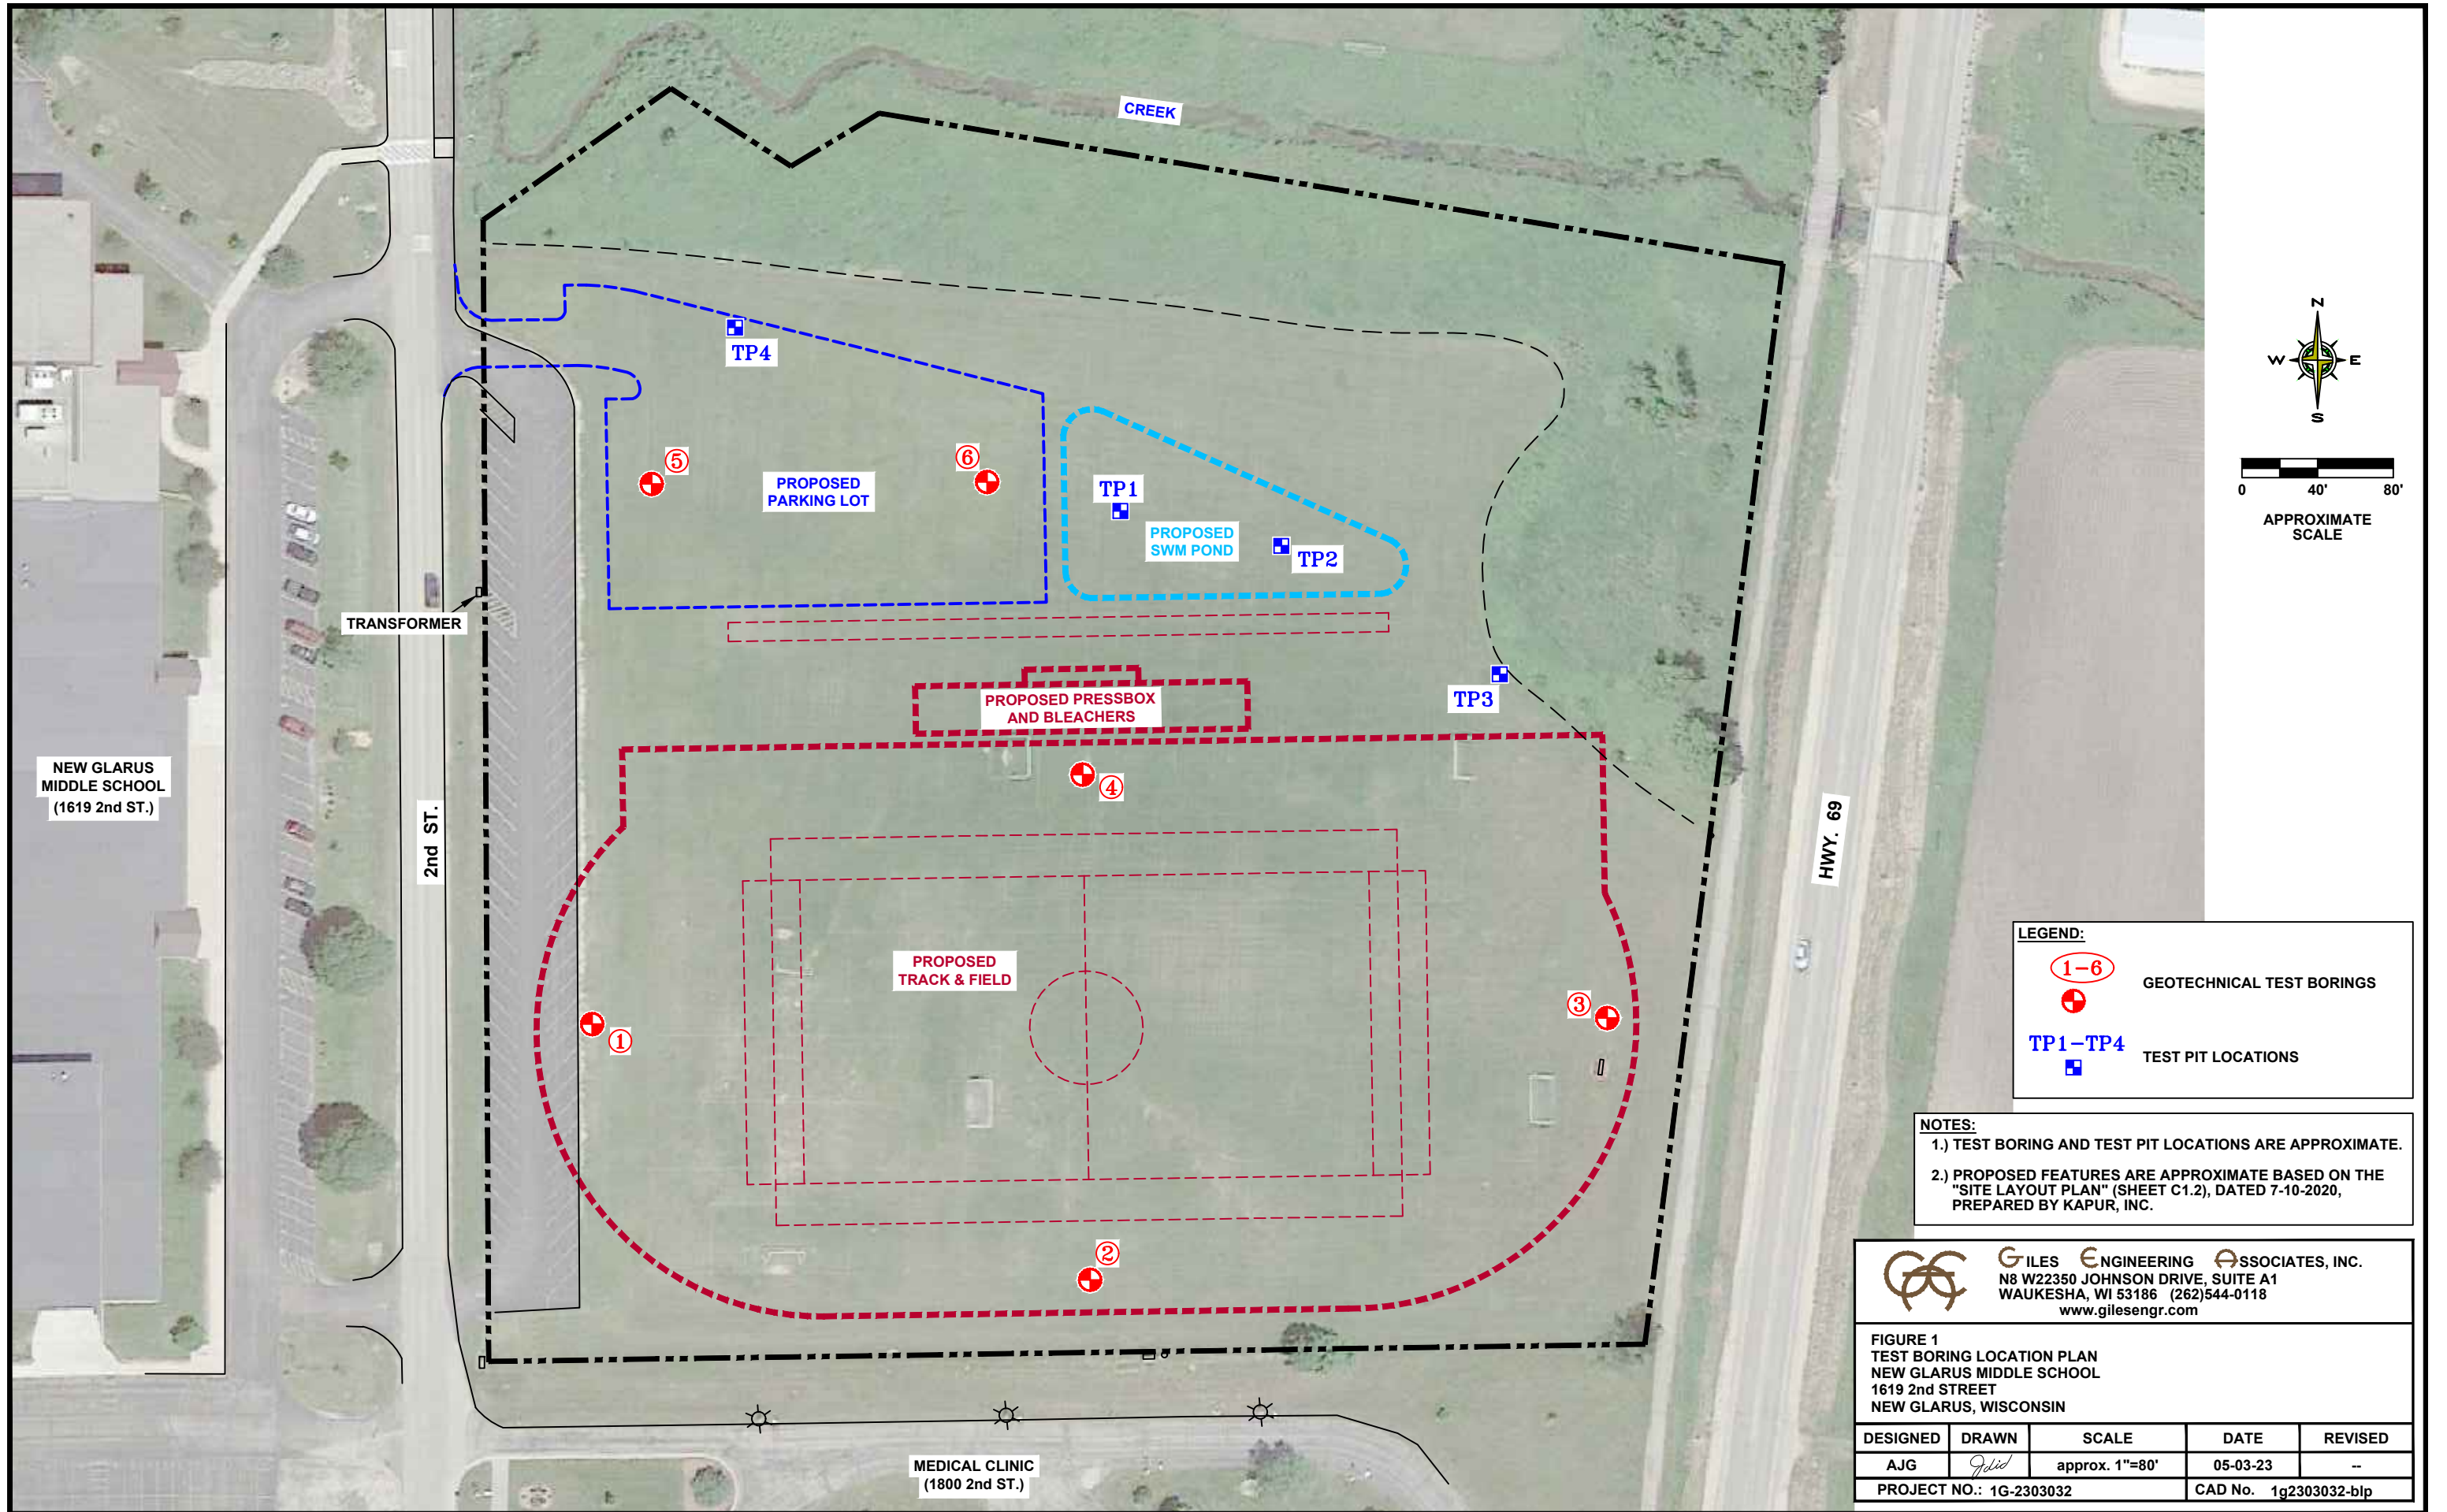 CREEK
TP4
⑤
⑥
PROPOSED
PARKING LOT
TP1
PROPOSED
SWM POND
TP2
TRANSFORMER
TP3
PROPOSED PRESSBOX
AND BLEACHERS
④
NEW GLARUS
MIDDLE SCHOOL
(1619 2nd ST.)
2nd ST.
HWY. 69
PROPOSED
TRACK & FIELD
①
③
②
MEDICAL CLINIC
(1800 2nd ST.)
N
W E
S
0 40' 80'
APPROXIMATE
SCALE
LEGEND:
1-6
GEOTECHNICAL TEST BORINGS
TP1-TP4
TEST PIT LOCATIONS
NOTES:
1.) TEST BORING AND TEST PIT LOCATIONS ARE APPROXIMATE.
2.) PROPOSED FEATURES ARE APPROXIMATE BASED ON THE
"SITE LAYOUT PLAN" (SHEET C1.2), DATED 7-10-2020,
PREPARED BY KAPUR, INC.
GILES ENGINEERING ASSOCIATES, INC.
N8 W22350 JOHNSON DRIVE, SUITE A1
WAUKESHA, WI 53186 (262)544-0118
www.gilesengr.com
FIGURE 1
TEST BORING LOCATION PLAN
NEW GLARUS MIDDLE SCHOOL
1619 2nd STREET
NEW GLARUS, WISCONSIN
DESIGNED DRAWN SCALE DATE REVISED
AJG approx. 1"=80' 05-03-23 --
PROJECT NO.: 1G-2303032 CAD No. 1g2303032-blp